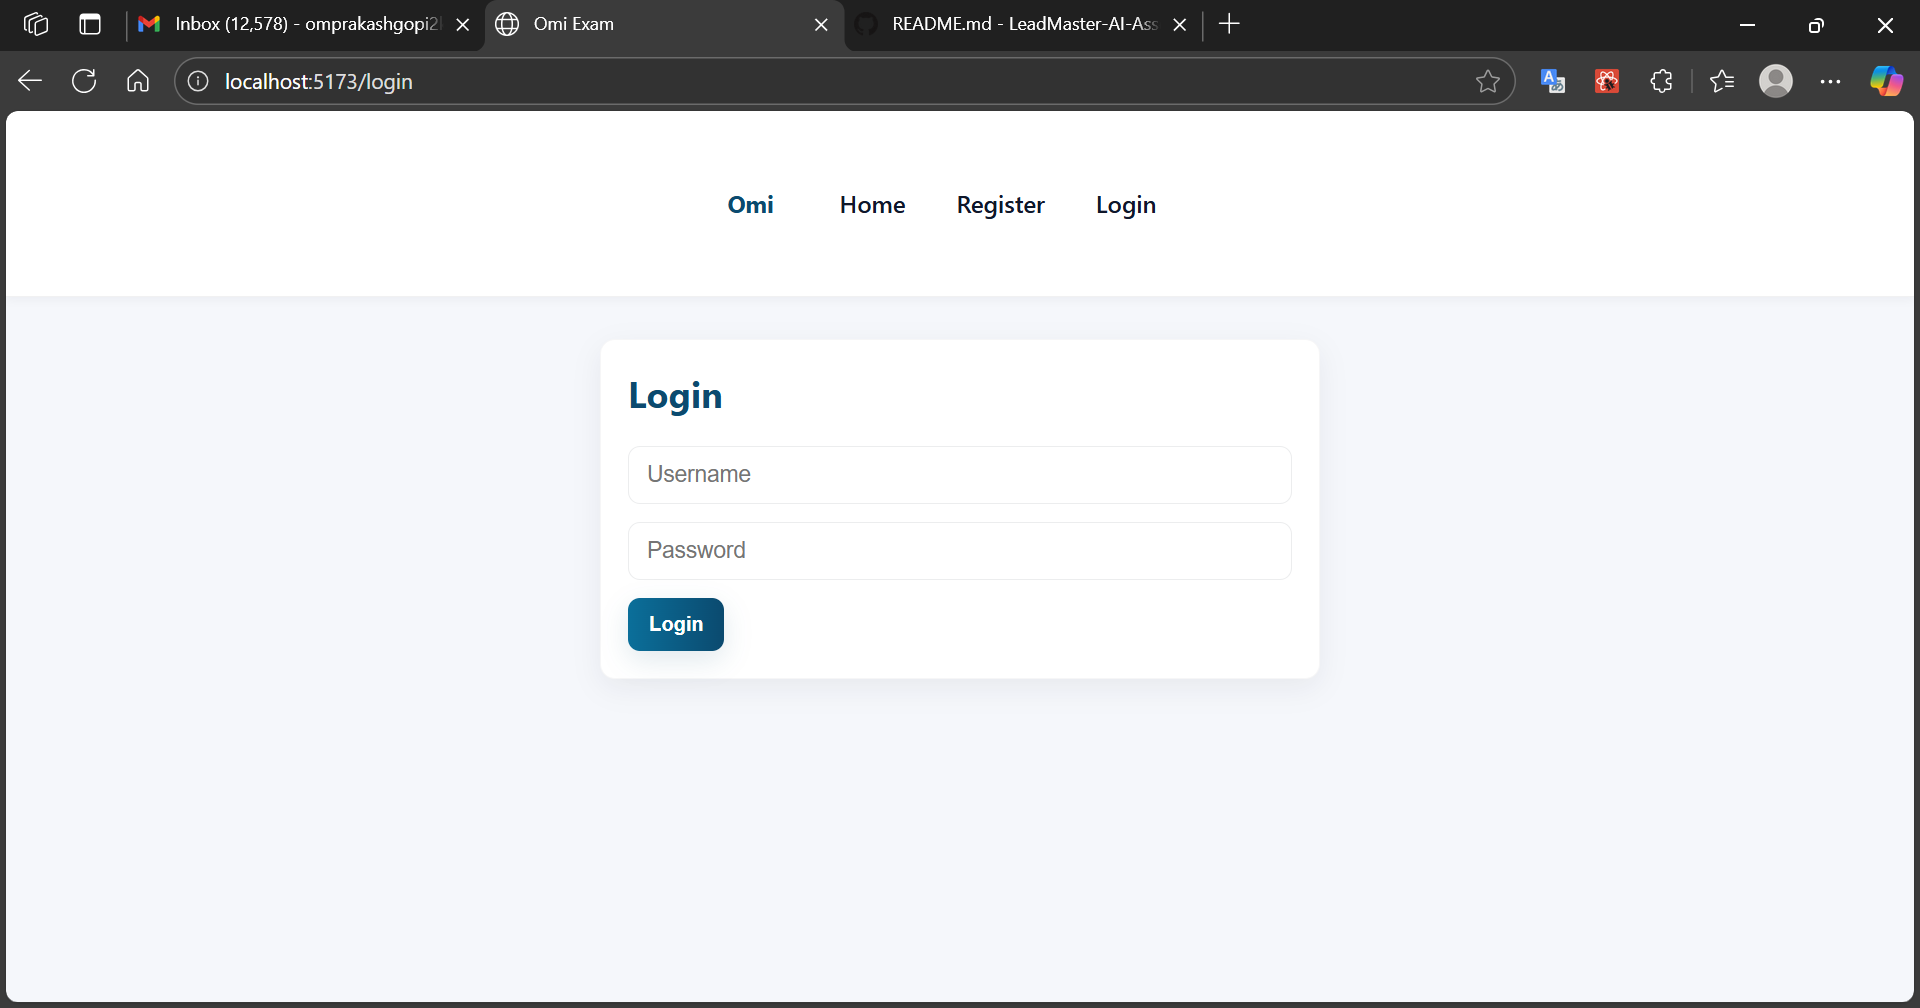 Inbox (12,578) - omprakashgopi2
Omi Exam
README.md - LeadMaster-AI-Ass
localhost:5173/login
Omi Home Register Login
Login
Username
Password
Login